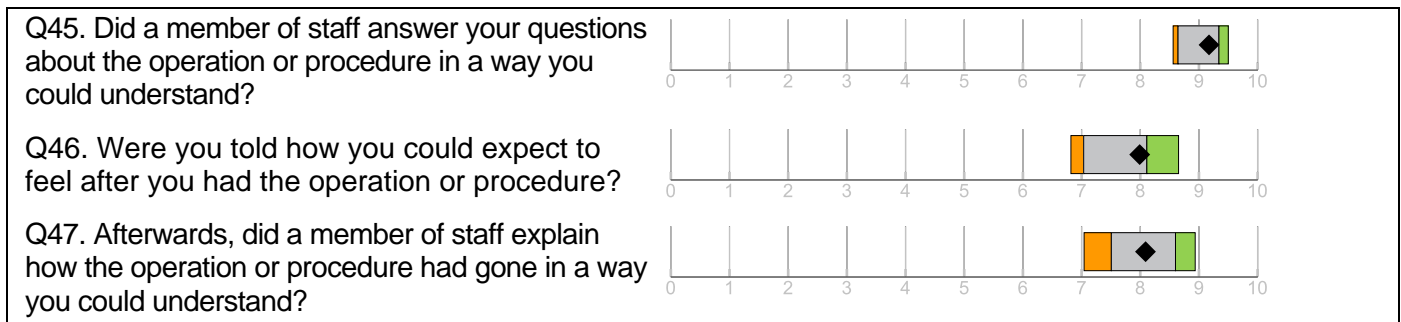 Q45. Did a member of staff answer your questions
about the operation or procedure in a way you
could understand?
0 1 2 3 4 5 6 7 8 9 10
Q46. Were you told how you could expect to
feel after you had the operation or procedure?
0 1 2 3 4 5 6 7 8 9 10
Q47. Afterwards, did a member of staff explain
how the operation or procedure had gone in a way
you could understand?
0 1 2 3 4 5 6 7 8 9 10